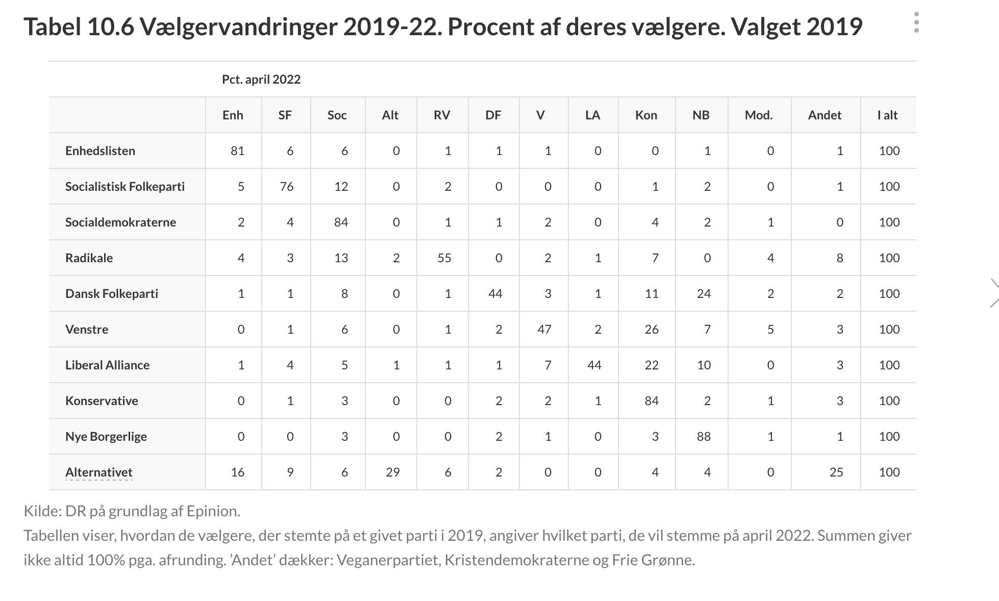 Tabel 10.6 Vælgervandringer 2019-22. Procent af deres vælgere. Valget 2019
Pct. april 2022
Enh SF Soc Alt RV DF V LA Kon NB Mod. Andet I alt
Enhedslisten 81 6 6 0 1 1 1 0 0 1 0 1 100
Socialistisk Folkeparti 5 76 12 0 2 0 0 0 1 2 0 1 100
Socialdemokraterne 2 4 84 0 1 1 2 0 4 2 1 0 100
Radikale 4 3 13 2 55 0 2 1 7 0 4 8 100
Dansk Folkeparti 1 1 8 0 1 44 3 1 11 24 2 2 100
Venstre 0 1 6 0 1 2 47 2 26 7 5 3 100
Liberal Alliance 1 4 5 1 1 1 7 44 22 10 0 3 100
Konservative 0 1 3 0 0 2 2 1 84 2 1 3 100
Nye Borgerlige 0 0 3 0 0 2 1 0 3 88 1 1 100
Alternativet 16 9 6 29 6 2 0 0 4 4 0 25 100
Kilde: DR på grundlag af Epinion.
Tabellen viser, hvordan de vælgere, der stemte på et givet parti i 2019, angiver hvilket parti, de vil stemme på april 2022. Summen giver
ikke altid 100% pga. afrunding. ’Andet’ dækker: Veganerpartiet, Kristendemokraterne og Frie Grønne.